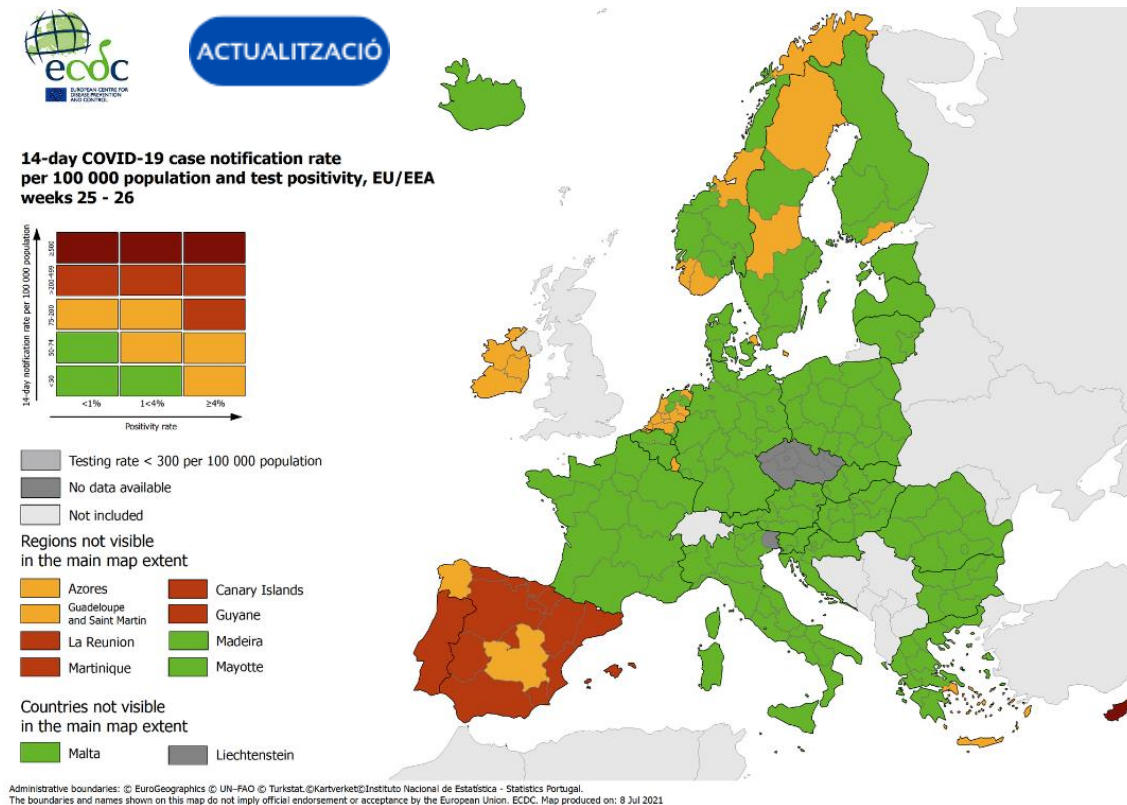 ecdc
EUROPEAN CENTRE FOR
DISEASE PREVENTION
AND CONTROL
ACTUALITZACIÓ
14-day COVID-19 case notification rate
per 100 000 population and test positivity, EU/EEA
weeks 25 - 26
14-day notification rate per 100 000 population
≥500
>200-499
75-200
50-74
<50
<1%
1<4%
≥4%
Positivity rate
Testing rate < 300 per 100 000 population
No data available
Not included
Regions not visible
in the main map extent
Azores
Guadeloupe
and Saint Martin
La Reunion
Martinique
Canary Islands
Guyane
Madeira
Mayotte
Countries not visible
in the main map extent
Malta
Liechtenstein
Administrative boundaries: © EuroGeographics © UN–FAO © Turkstat.©Kartverket©Instituto Nacional de Estatística - Statistics Portugal.
The boundaries and names shown on this map do not imply official endorsement or acceptance by the European Union. ECDC. Map produced on: 8 Jul 2021